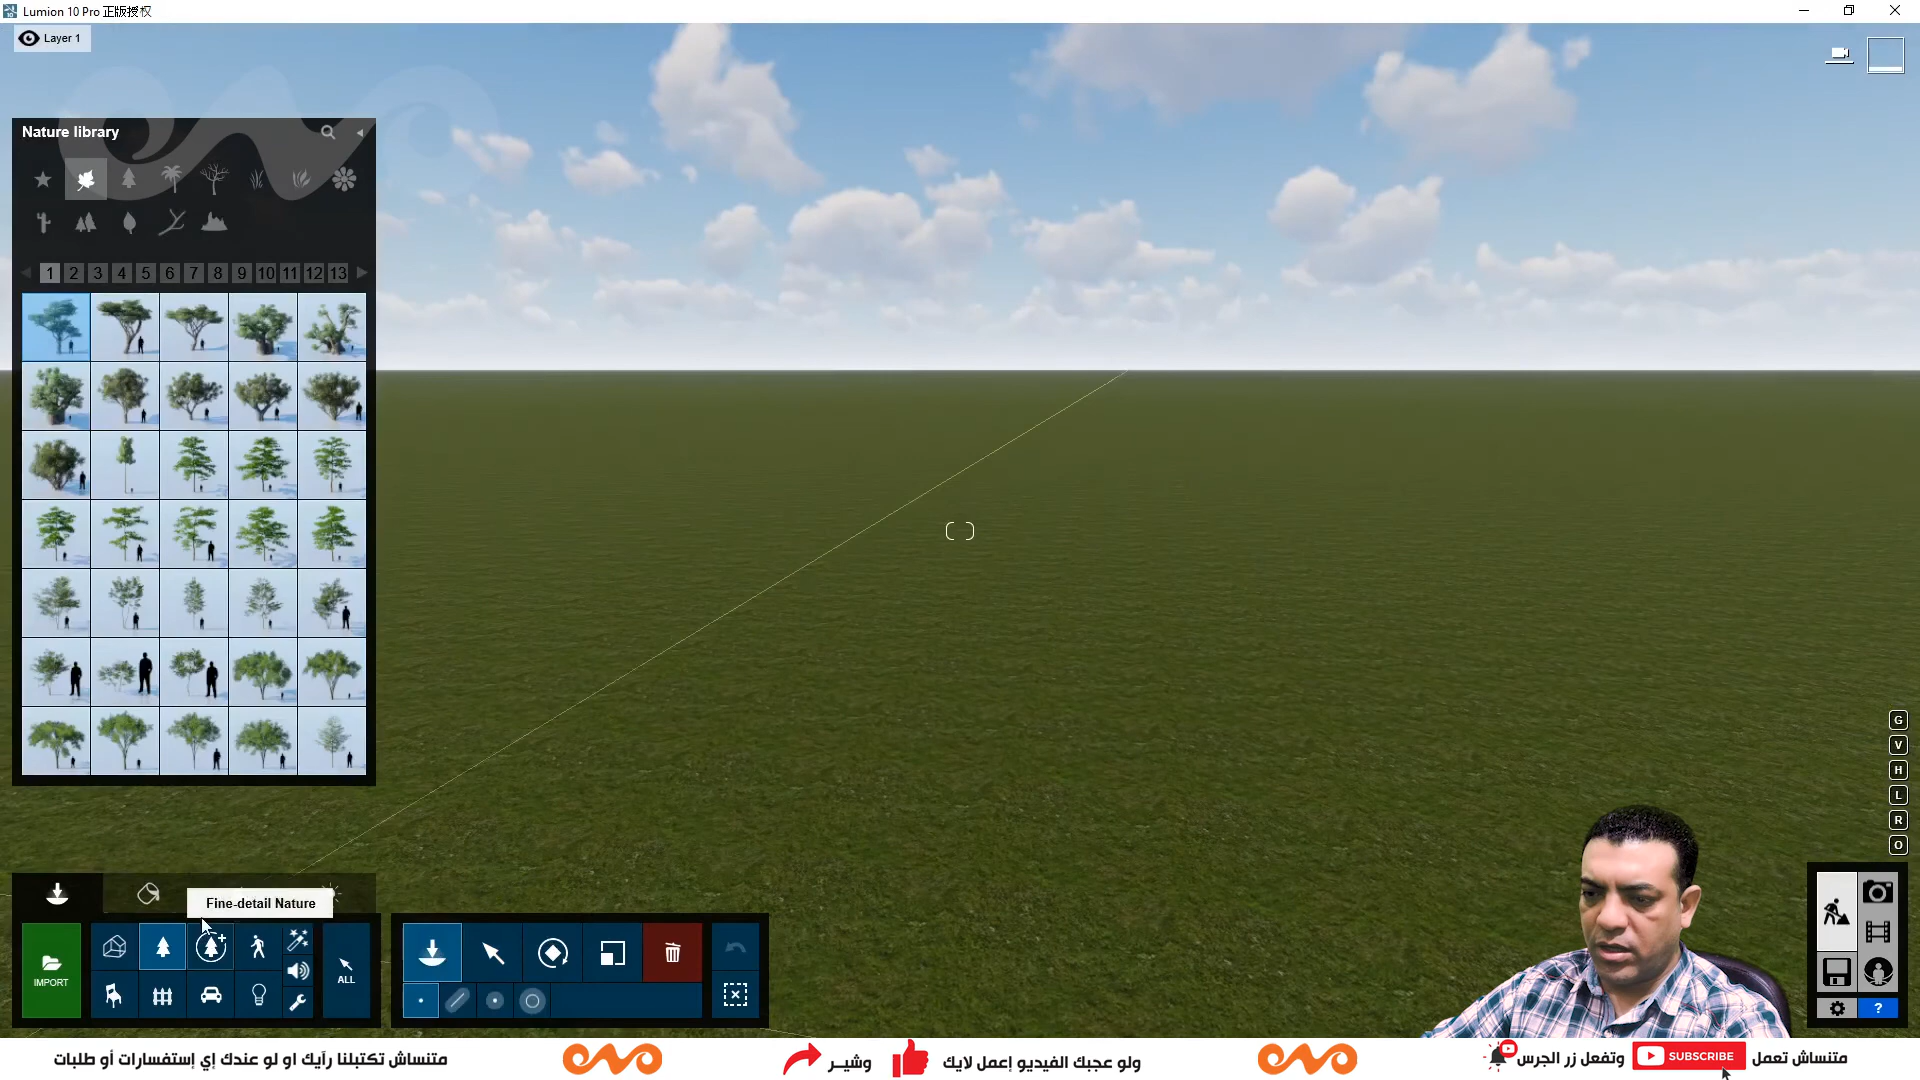 Lumion 10 Pro 正版授权
Layer 1
Nature library
1 2 3 4 5 6 7 8 9 10 11 12 13
G
V
H
L
R
O
Fine-detail Nature
IMPORT
ALL
?
متنساش تكتبلنا رآيك او لو عندك إي إستفسارات أو طلبات
ولو عجبك الفيديو إعمل لايك
وشيـر
متنساش تعمل
SUBSCRIBE
وتفعل زر الجرس